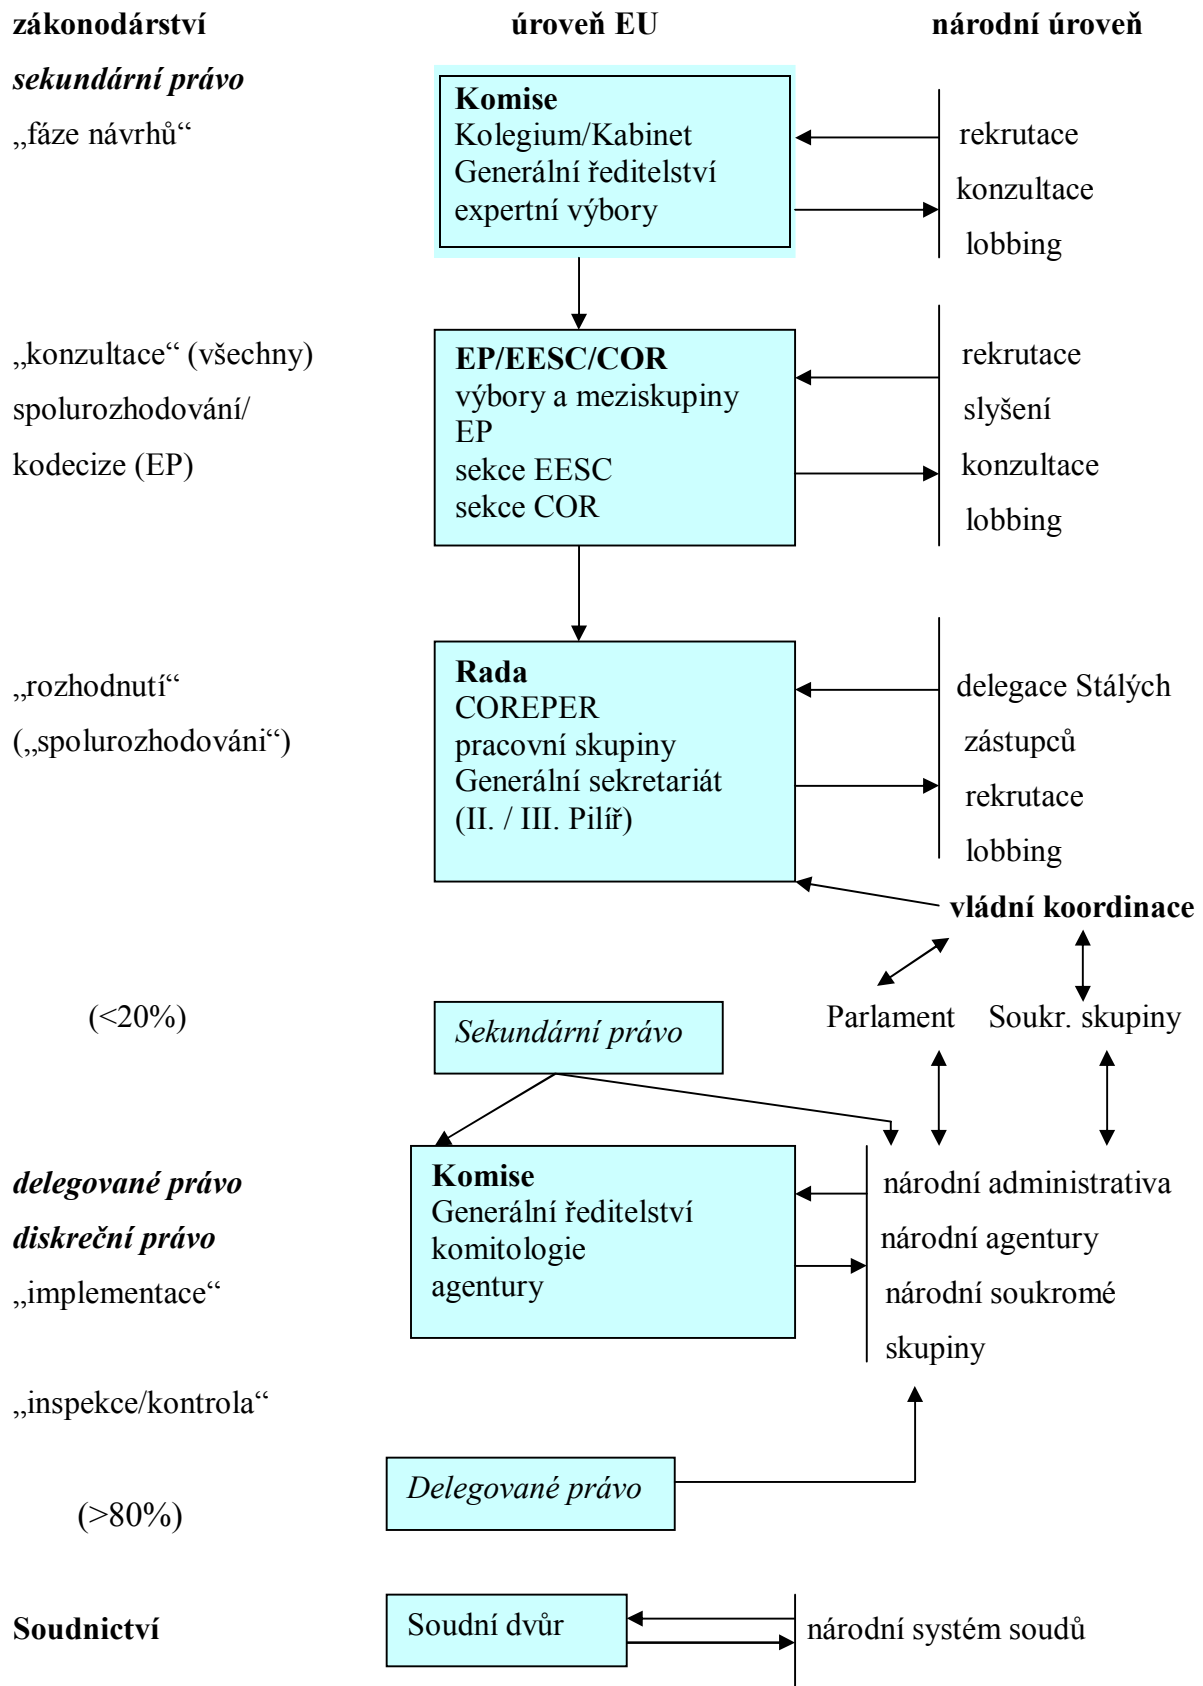 zákonodárství úroveň EU národní úroveň
sekundární právo
„fáze návrhů“
Komise
Kolegium/Kabinet
Generální ředitelství
expertní výbory
rekrutace
konzultace
lobbing
„konzultace“ (všechny)
spolurozhodování/
kodecize (EP)
EP/EESC/COR
výbory a meziskupiny
EP
sekce EESC
sekce COR
rekrutace
slyšení
konzultace
lobbing
„rozhodnutí“
(„spolurozhodováni“)
Rada
COREPER
pracovní skupiny
Generální sekretariát
(II. / III. Pilíř)
delegace Stálých
zástupců
rekrutace
lobbing
vládní koordinace
(<20%)
Sekundární právo
Parlament Soukr. skupiny
delegované právo
diskreční právo
„implementace“
Komise
Generální ředitelství
komitologie
agentury
národní administrativa
národní agentury
národní soukromé
skupiny
„inspekce/kontrola“
Delegované právo
(>80%)
Soudnictví
Soudní dvůr
národní systém soudů